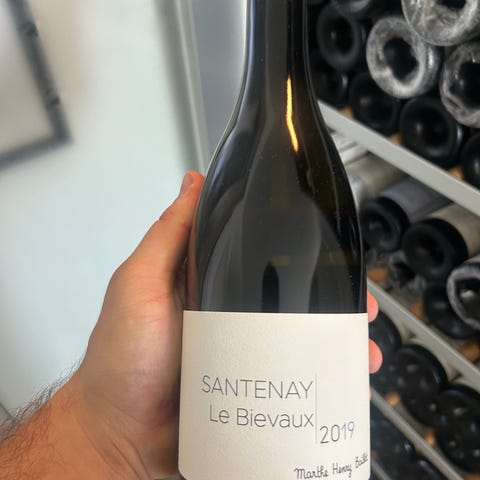 SANTENAY
Le Bievaux
2019
Marthe Henry